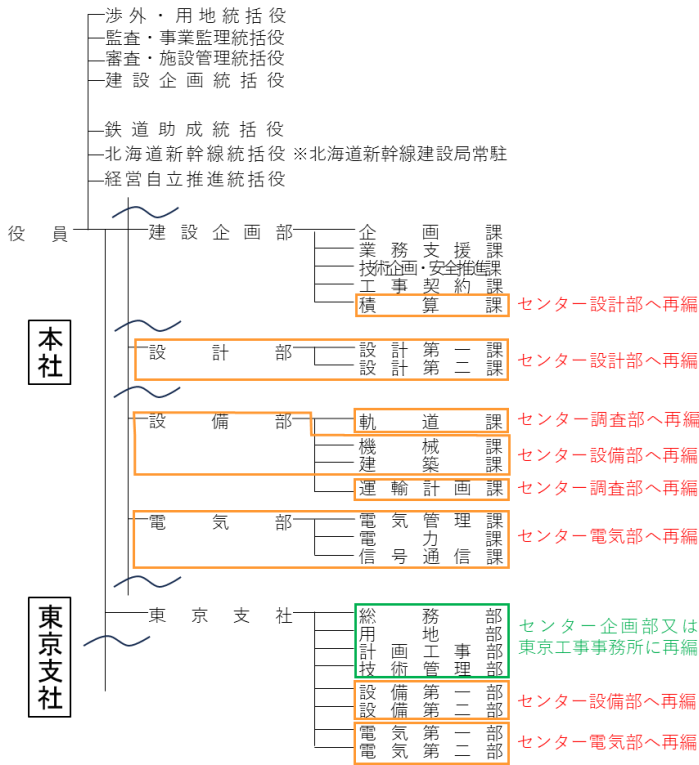 渉外・用地統括役
監査・事業監理統括役
審査・施設管理統括役
建設企画統括役
鉄道助成統括役
北海道新幹線統括役 ※北海道新幹線建設局常駐
経営自立推進統括役
役員
建設企画部
企画課
業務支援課
技術企画・安全推進課
工事契約課
積算課 センター設計部へ再編
本社
設計部
設計第一課
設計第二課
センター設計部へ再編
設備部
軌道課 センター調査部へ再編
機械課
建築課
センター設備部へ再編
運輸計画課 センター調査部へ再編
電気部
電気管理課
電力課
信号通信課
センター電気部へ再編
東京支社
東京支社
総務部
用地部
計画工事部
技術管理部
センター企画部又は
東京工事事務所に再編
設備第一部
設備第二部
センター設備部へ再編
電気第一部
電気第二部
センター電気部へ再編